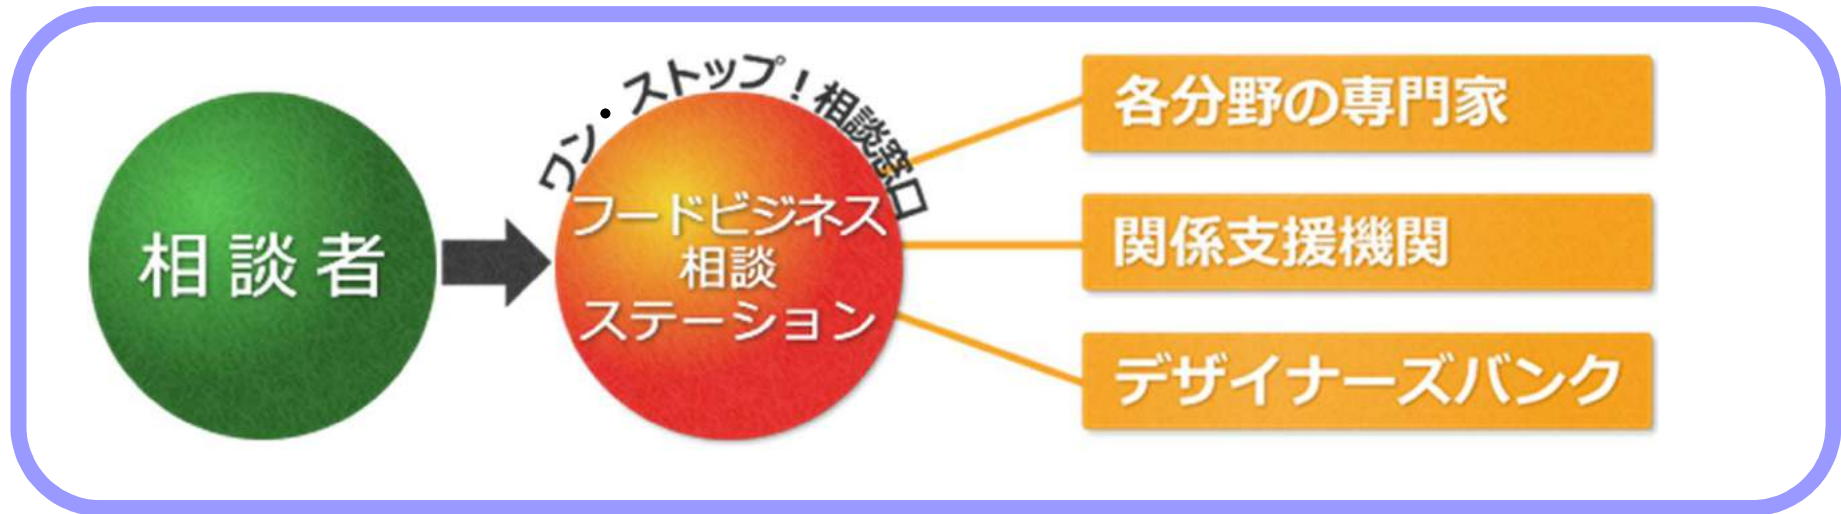 相談者
ワン・ストップ！相談窓口
フードビジネス
相談
ステーション
各分野の専門家
関係支援機関
デザイナーズバンク